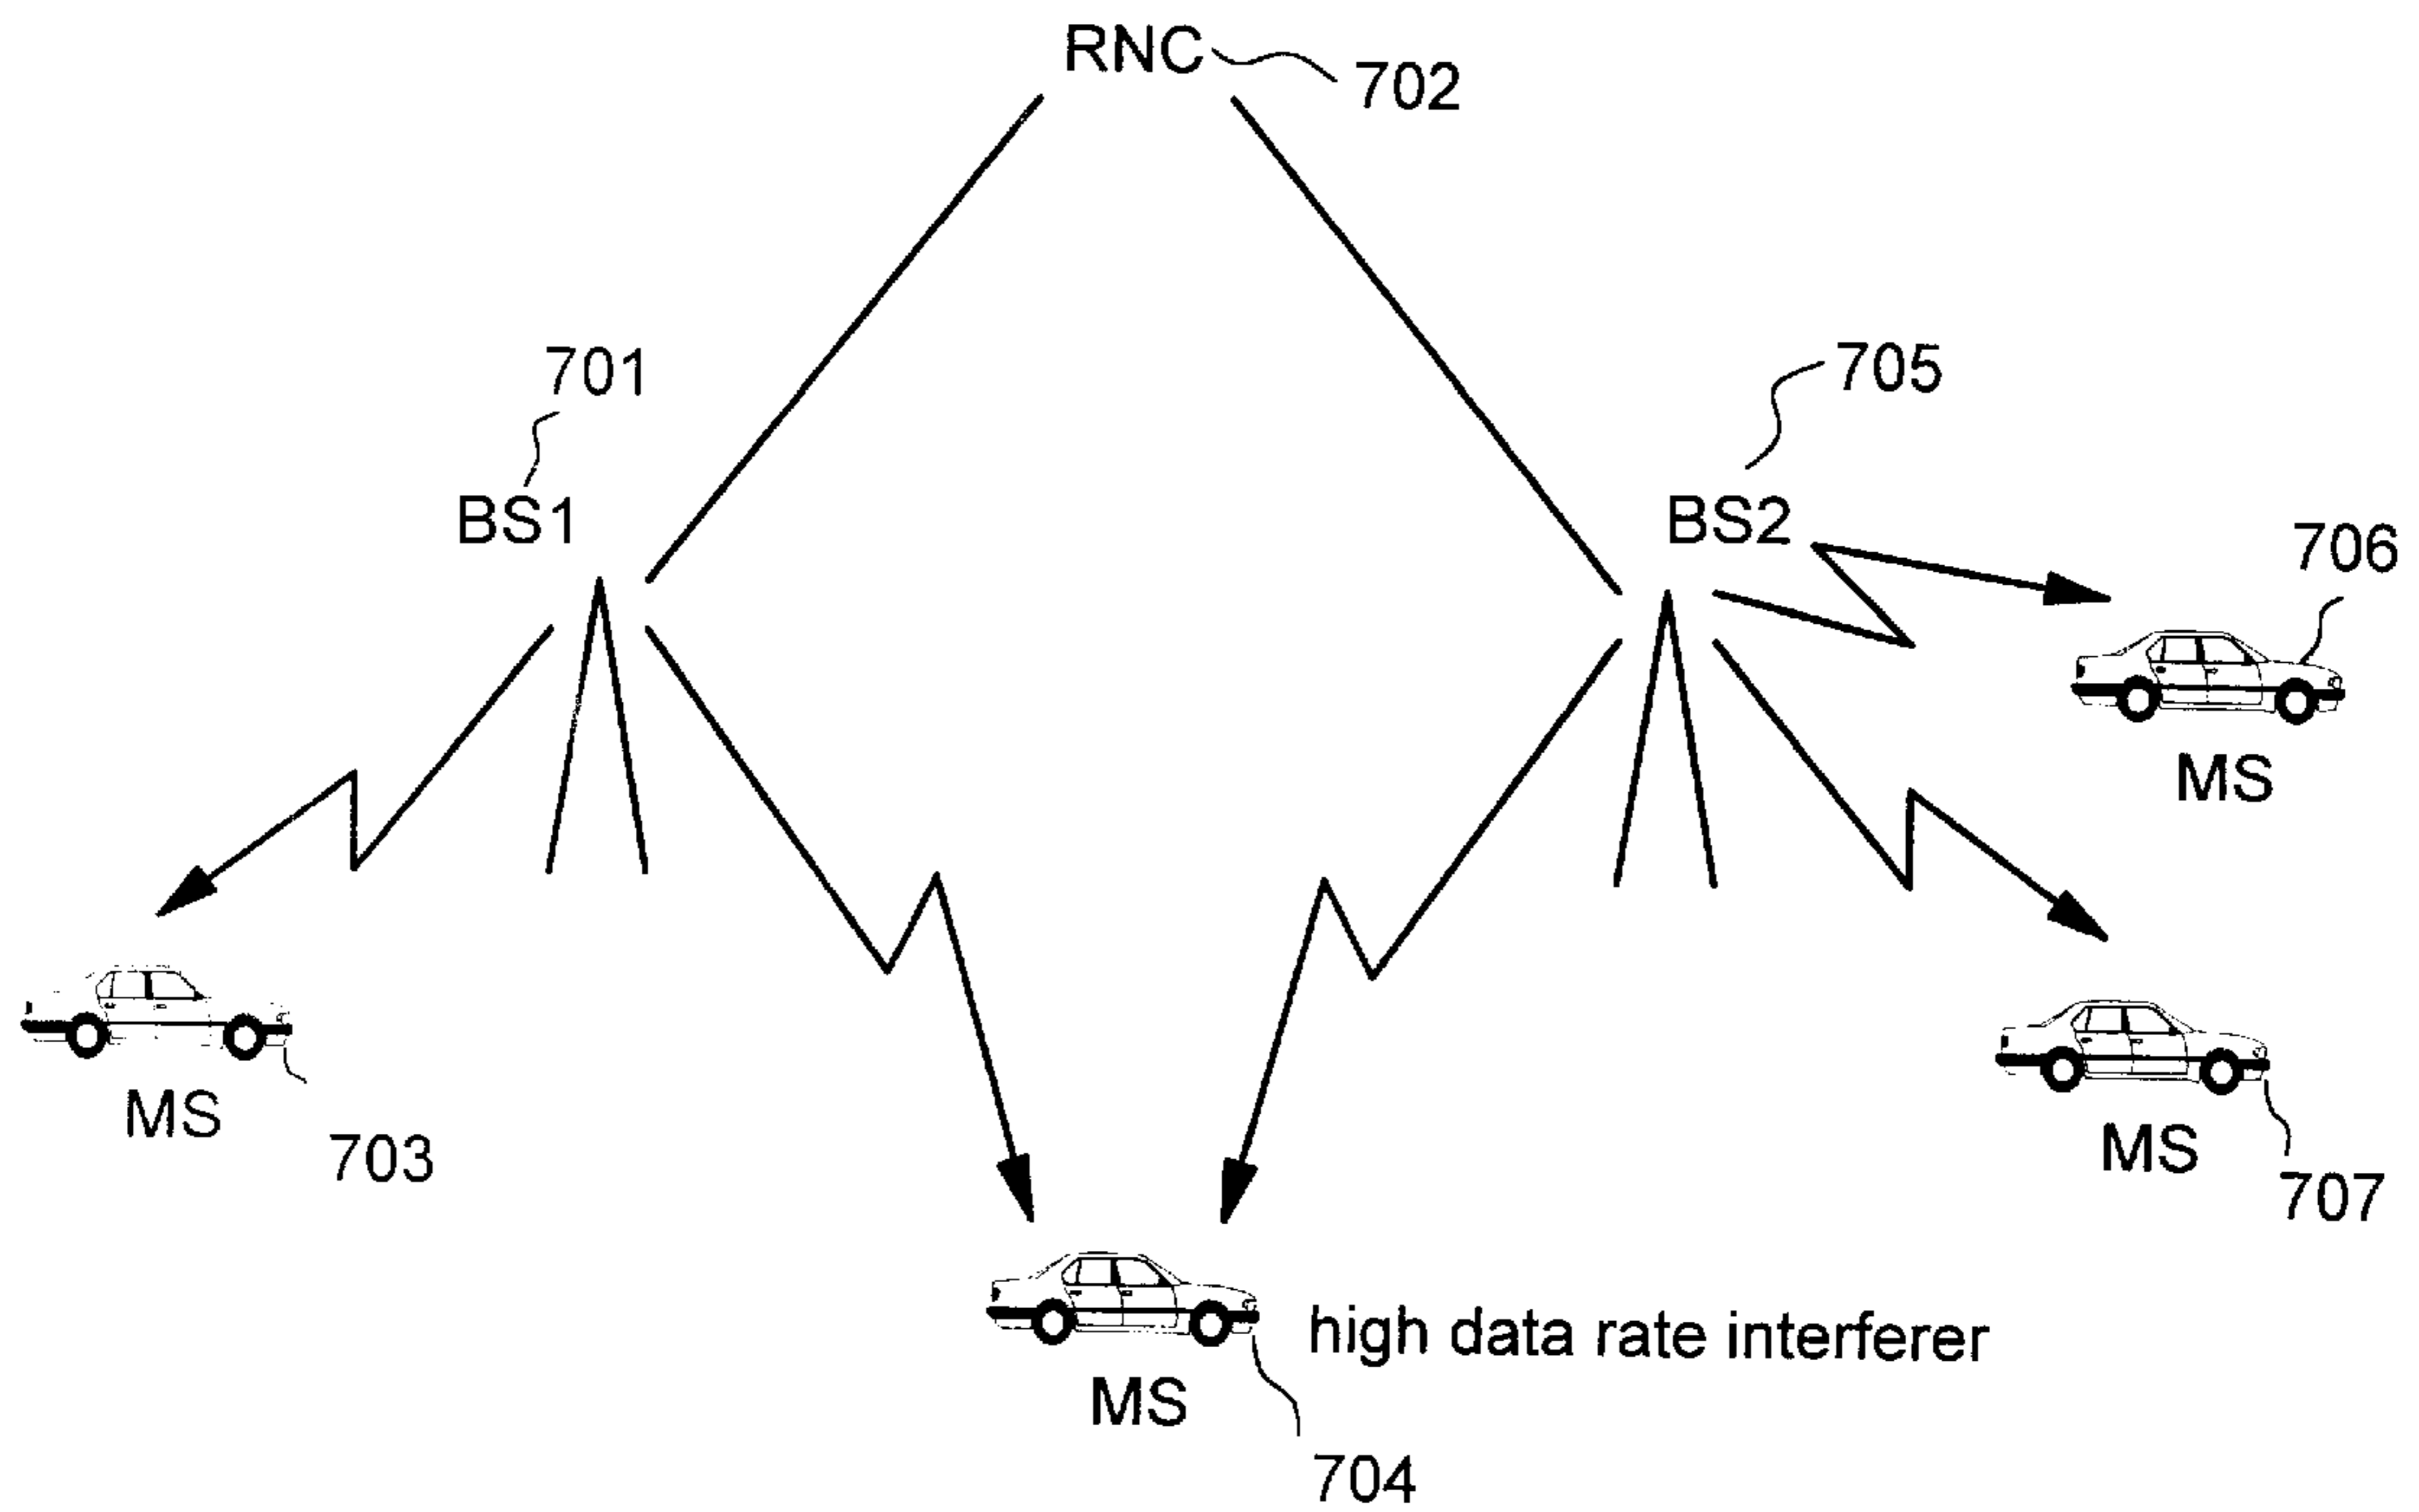 RNC
702
701
705
BS1
BS2
706
MS
MS
703
MS
707
high data rate interferer
MS
704